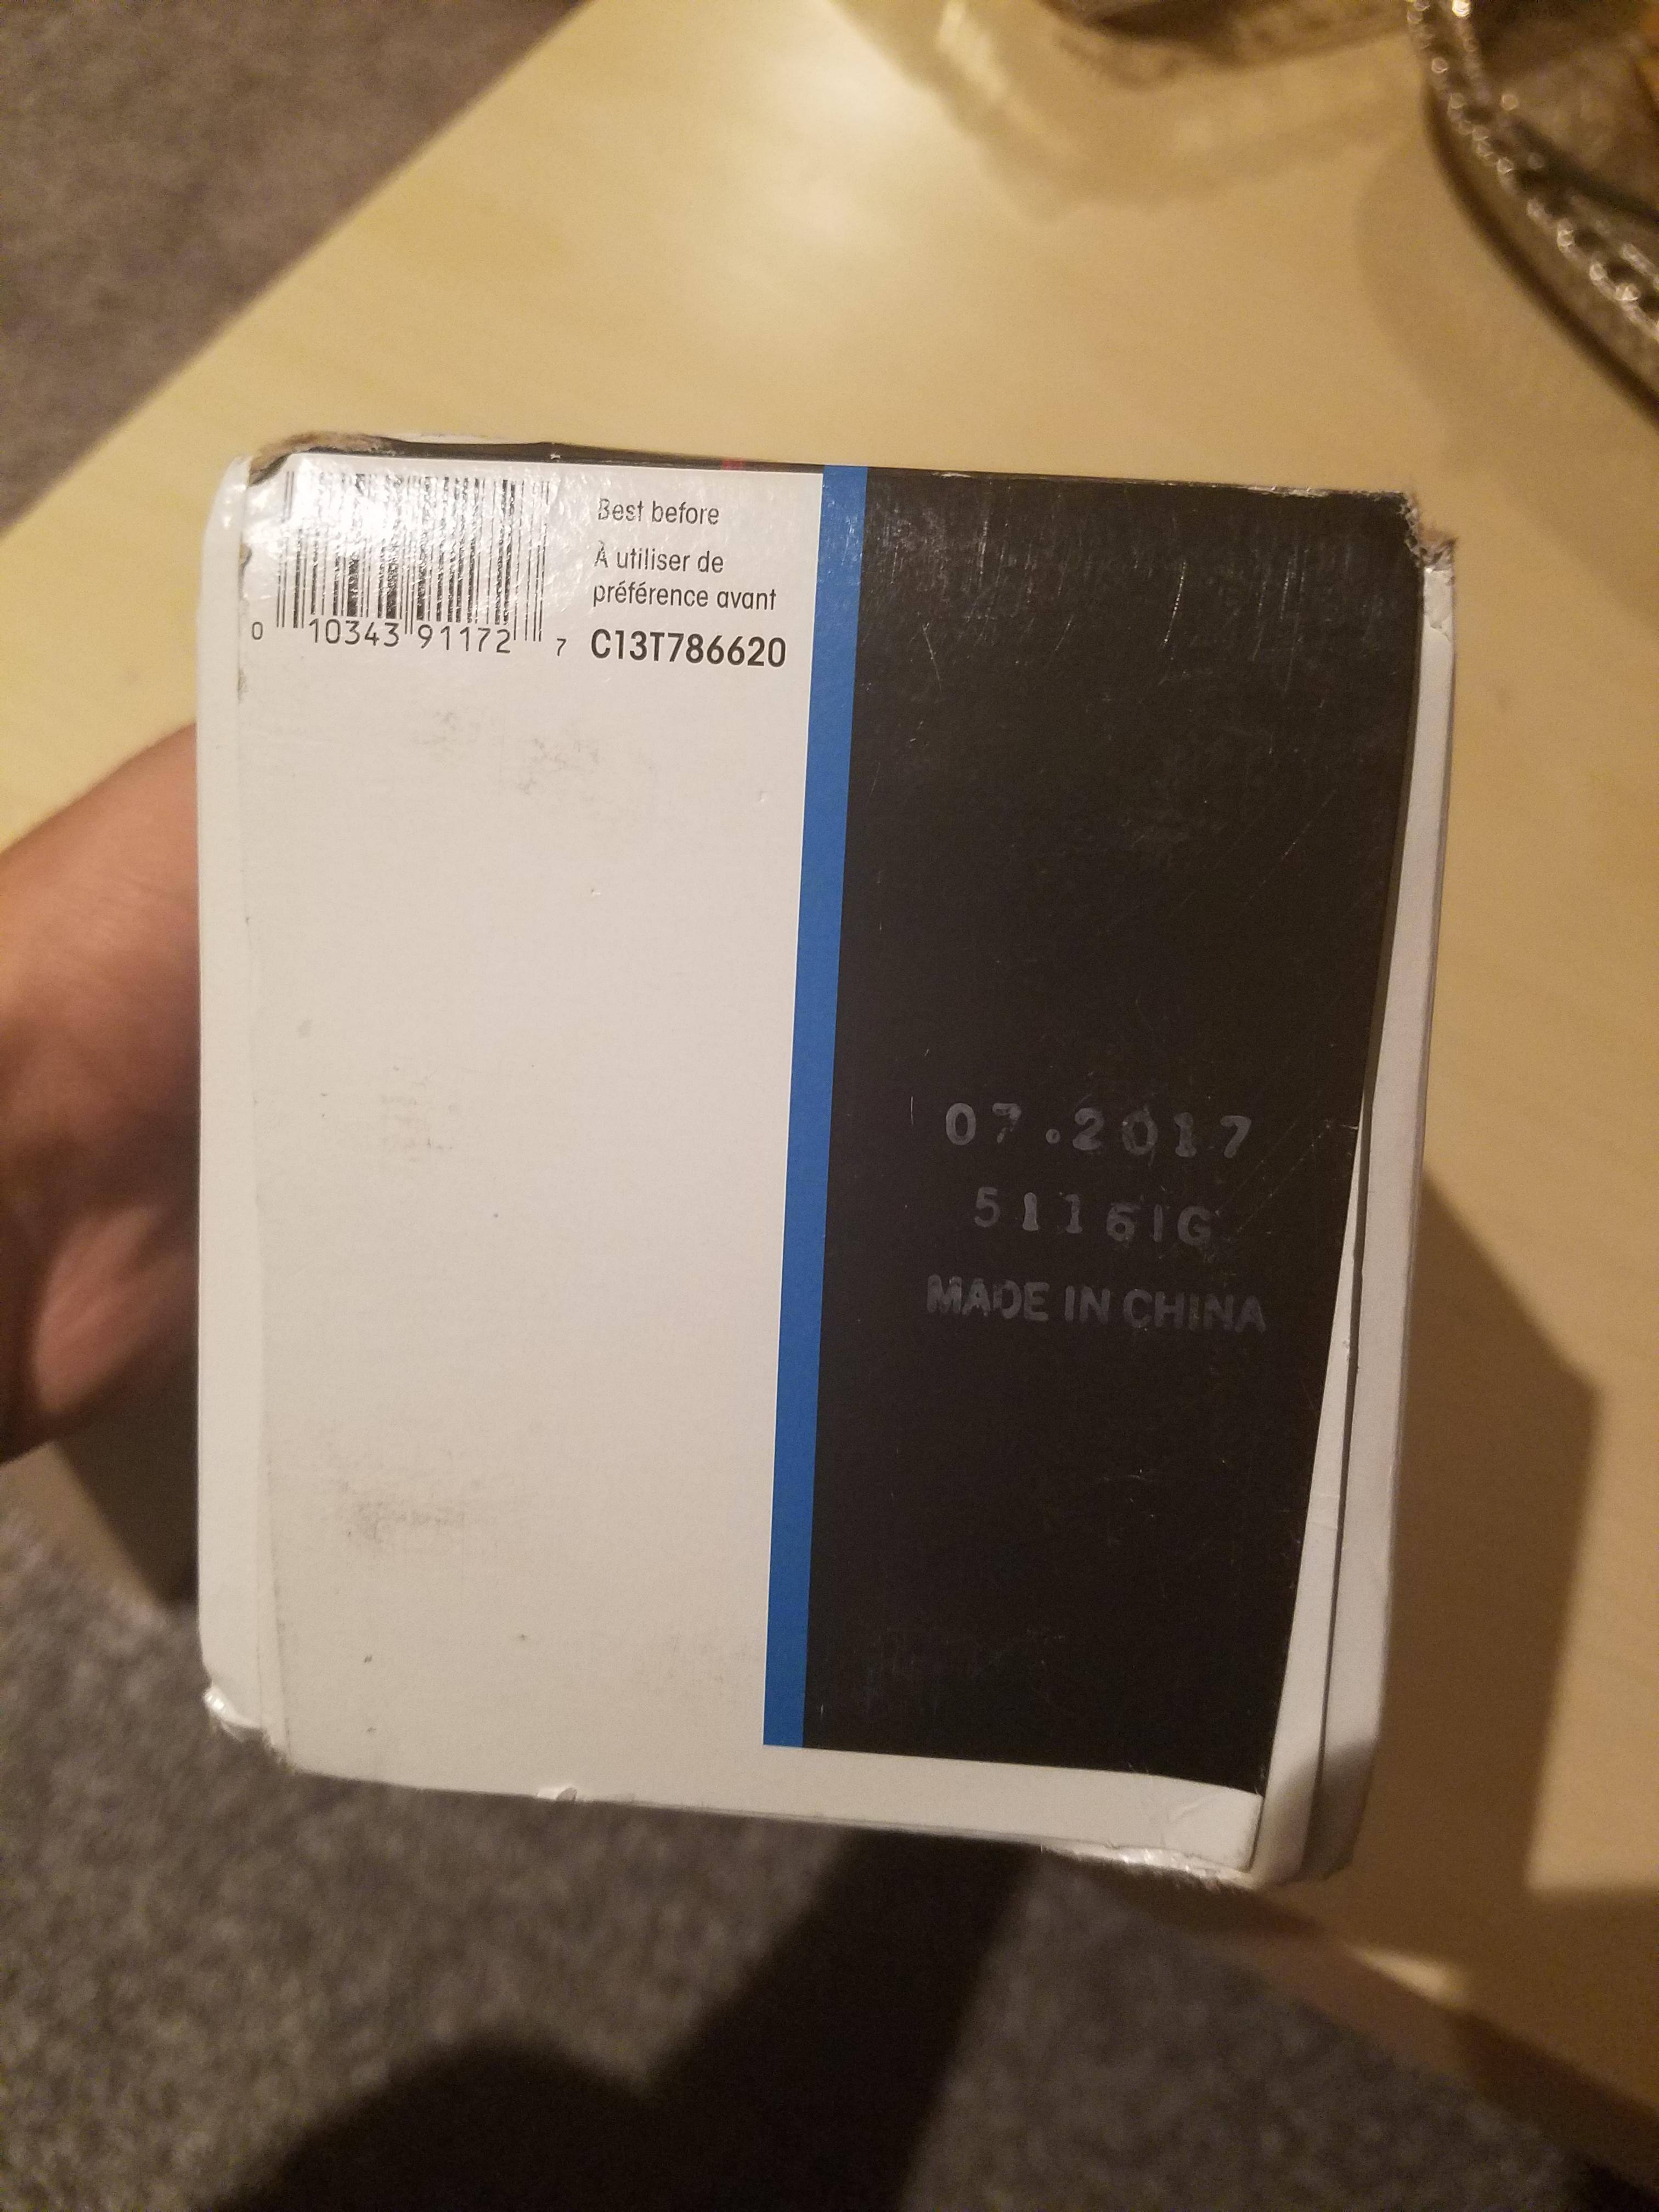 Best before
À utiliser de
préférence avant
0 10343 91172 7
C13T786620
07.2017
5116IG
MADE IN CHINA